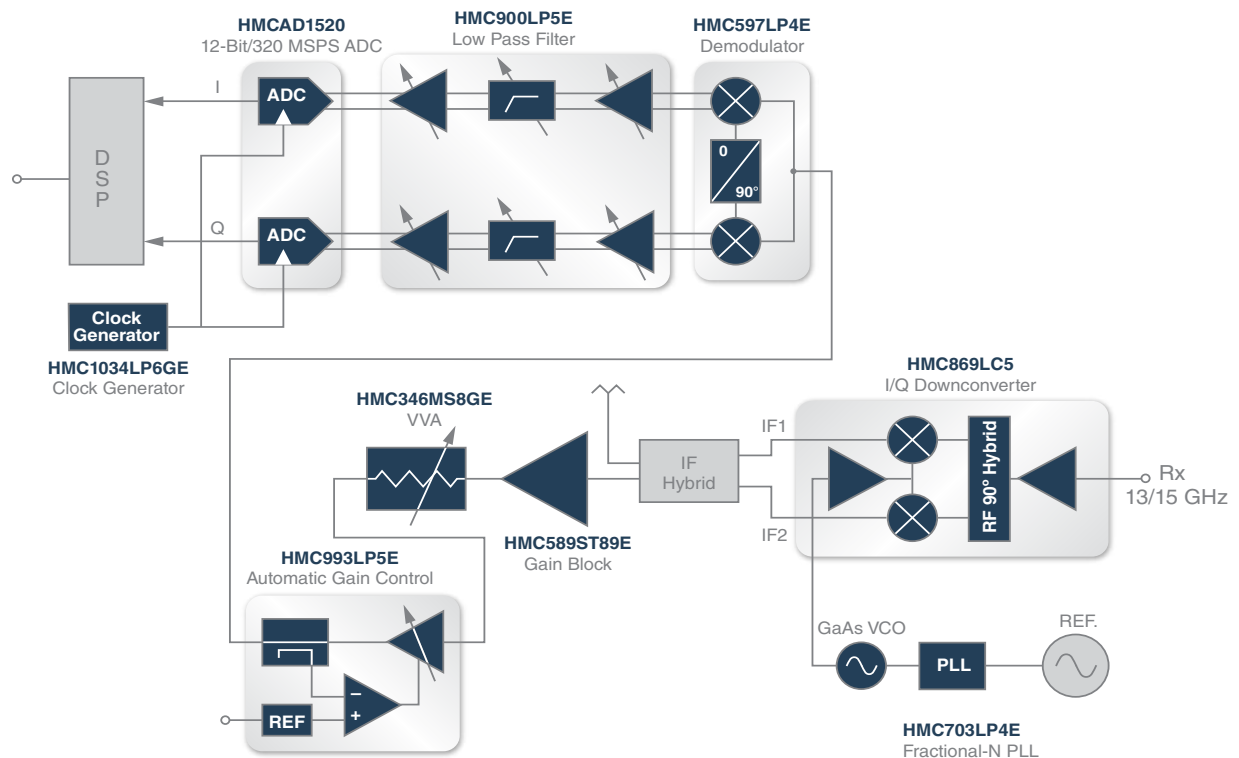 HMCAD1520
12-Bit/320 MSPS ADC
HMC900LP5E
Low Pass Filter
HMC597LP4E
Demodulator
DSP
I
ADC
0
90°
Q
ADC
Clock
Generator
HMC1034LP6GE
Clock Generator
HMC346MS8GE
VVA
HMC869LC5
I/Q Downconverter
IF1
IF
Hybrid
IF2
RF 90° Hybrid
Rx
13/15 GHz
HMC589ST89E
Gain Block
HMC993LP5E
Automatic Gain Control
GaAs VCO
REF.
PLL
−
+
REF
HMC703LP4E
Fractional-N PLL